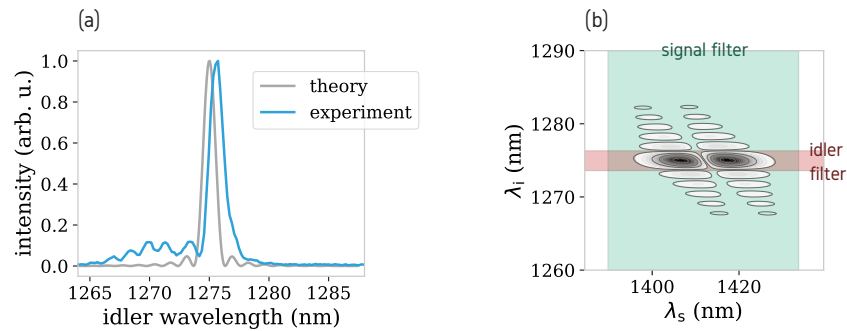 (a)
intensity (arb. u.)
1.0
0.8
0.6
0.4
0.2
0.0
theory
experiment
1265
1270
1275
1280
1285
idler wavelength (nm)
(b)
λi (nm)
1290
1280
1270
1260
signal filter
idler
filter
1400
1420
λs (nm)